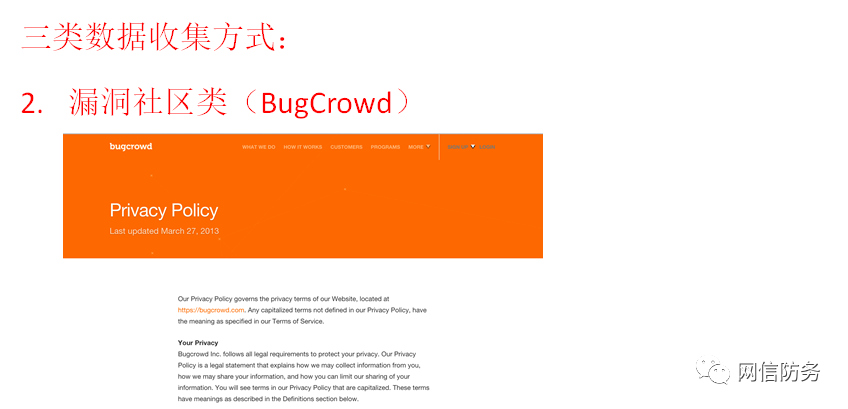 三类数据收集方式：
2. 漏洞社区类（BugCrowd）
bugcrowd WHAT WE DO HOW IT WORKS CUSTOMERS PROGRAMS MORE SIGN UP LOGIN
Privacy Policy
Last updated March 27, 2013
Our Privacy Policy governs the privacy terms of our Website, located at
https://bugcrowd.com. Any capitalized terms not defined in our Privacy Policy, have
the meaning as specified in our Terms of Service.
Your Privacy
Bugcrowd Inc. follows all legal requirements to protect your privacy. Our Privacy
Policy is a legal statement that explains how we may collect information from you,
how we may share your information, and how you can limit our sharing of your
information. You will see terms in our Privacy Policy that are capitalized. These terms
have meanings as described in the Definitions section below.
网信防务